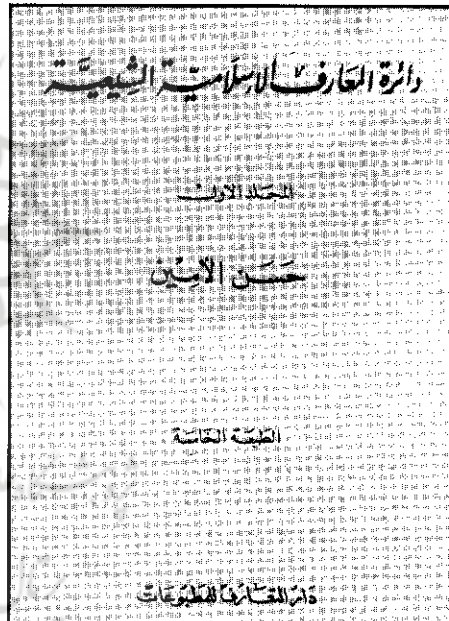 دائرة المعارف الإسلامية الشيعية
المجلد الأول
حسن الأمين
الطبعة الخامسة
دار التعارف للمطبوعات